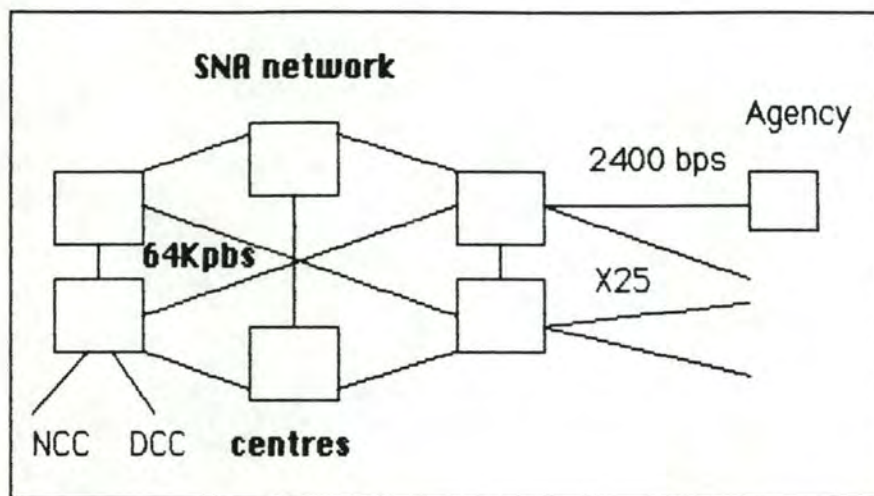 SNA network
Agency
2400 bps
64Kpbs
X25
NCC DCC
centres